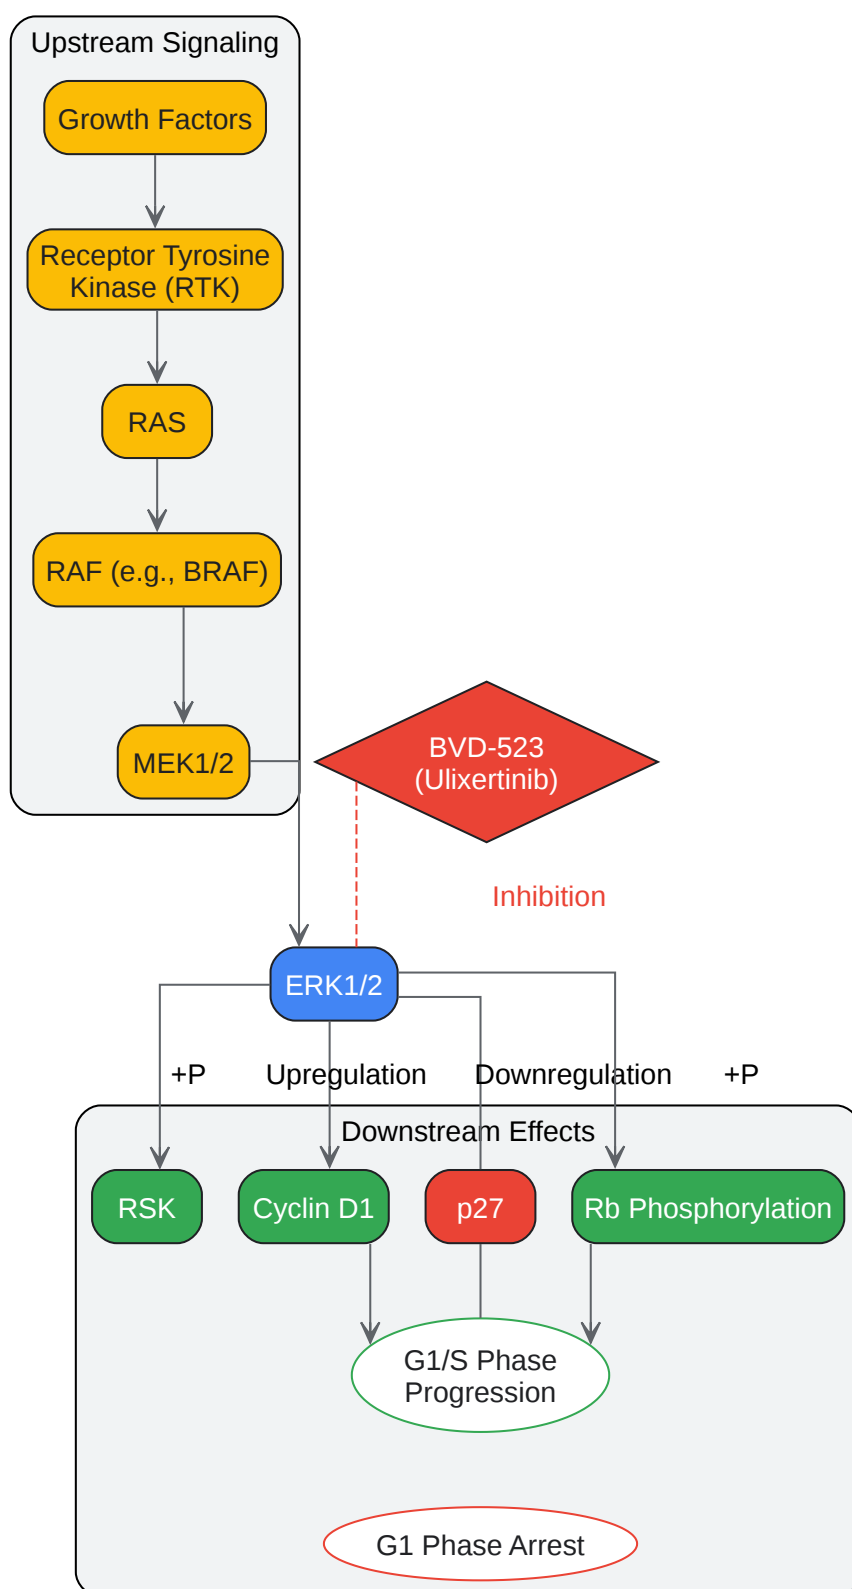 Upstream Signaling
Growth Factors
Receptor Tyrosine
Kinase (RTK)
RAS
RAF (e.g., BRAF)
MEK1/2
BVD-523
(Ulixertinib)
Inhibition
ERK1/2
+P
Upregulation
Downregulation
+P
Downstream Effects
RSK
Cyclin D1
p27
Rb Phosphorylation
G1/S Phase
Progression
G1 Phase Arrest